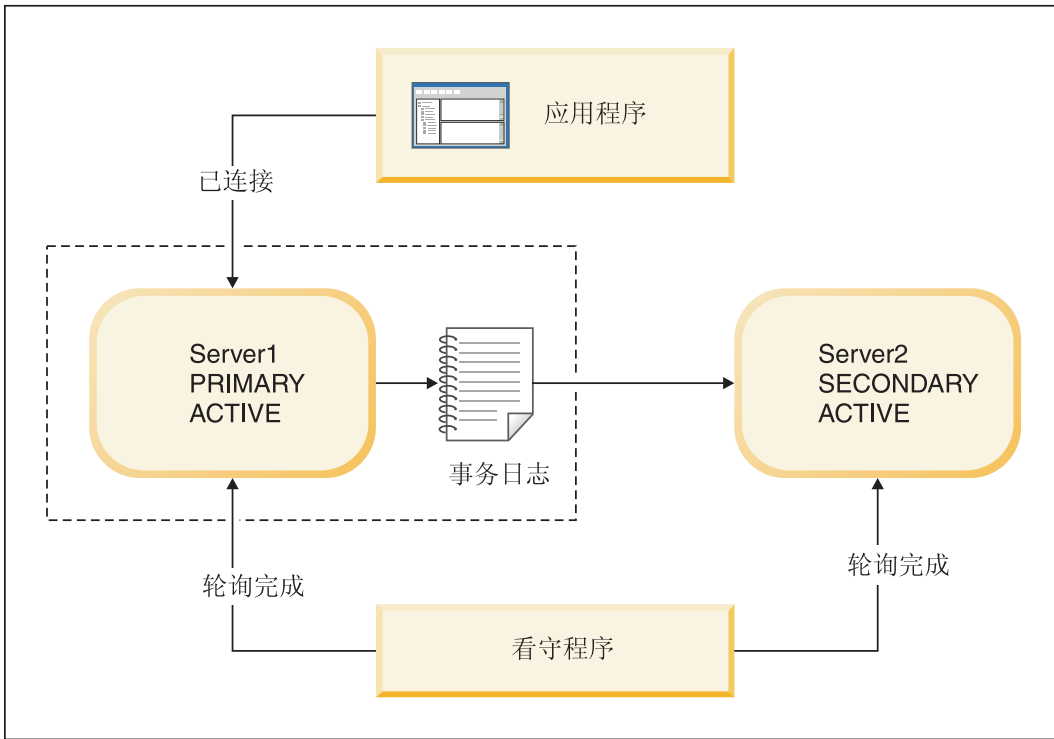 应用程序
已连接
Server1
PRIMARY
ACTIVE
事务日志
Server2
SECONDARY
ACTIVE
轮询完成
轮询完成
看守程序